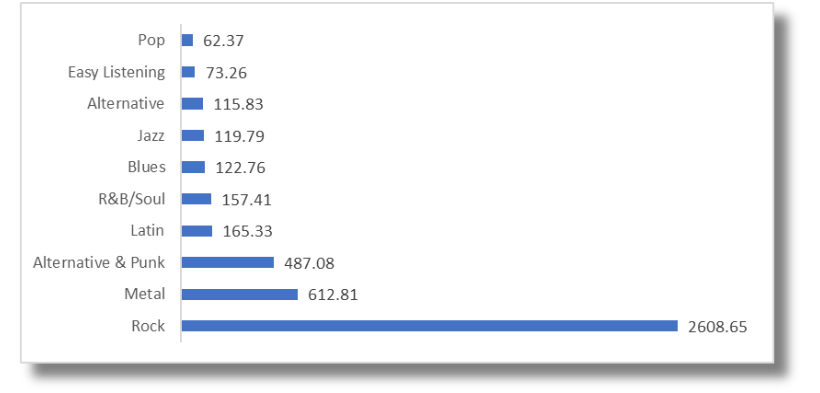 Pop 62.37
Easy Listening 73.26
Alternative 115.83
Jazz 119.79
Blues 122.76
R&B/Soul 157.41
Latin 165.33
Alternative & Punk 487.08
Metal 612.81
Rock 2608.65